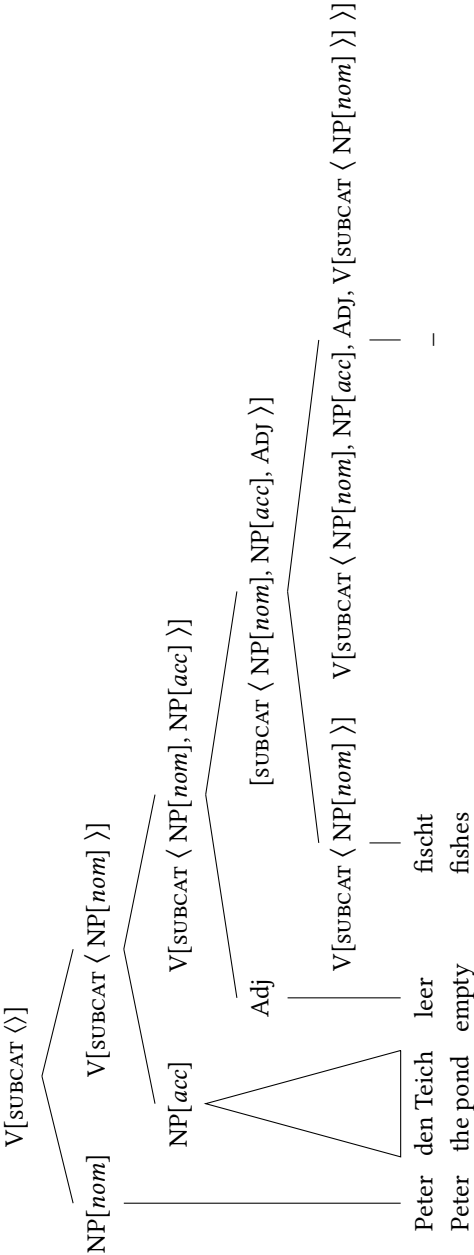 V[SUBCAT ⟨⟩]
NP[nom] V[SUBCAT ⟨ NP[nom] ⟩]
NP[acc] V[SUBCAT ⟨ NP[nom], NP[acc] ⟩]
Adj [SUBCAT ⟨ NP[nom], NP[acc], ADJ ⟩]
V[SUBCAT ⟨ NP[nom] ⟩] V[SUBCAT ⟨ NP[nom], NP[acc], ADJ, V[SUBCAT ⟨ NP[nom] ⟩] ⟩]
Peter den Teich leer fischt –
Peter the pond empty fishes